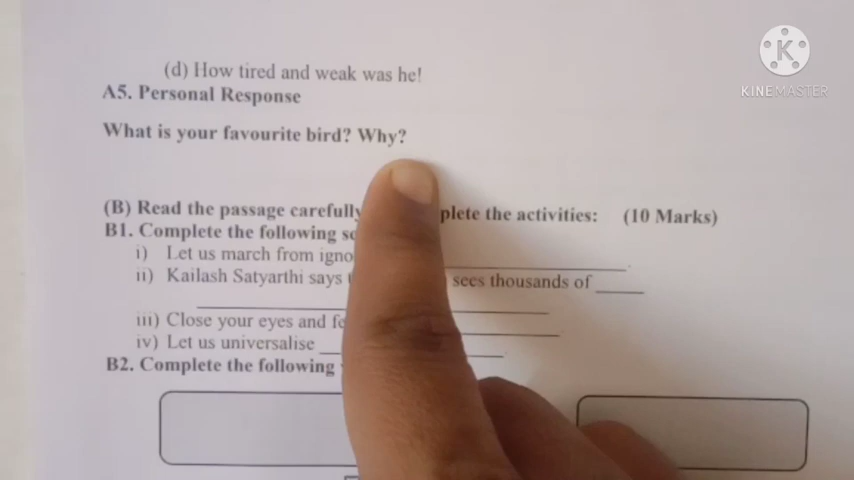 K
KINEMASTER
(d) How tired and weak was he!
A5. Personal Response
What is your favourite bird? Why?
(B) Read the passage carefully plete the activities: (10 Marks)
B1. Complete the following
i) Let us march from igno
ii) Kailash Satyarthi says sees thousands of
iii) Close your eyes and fe
iv) Let us universalise
B2. Complete the following